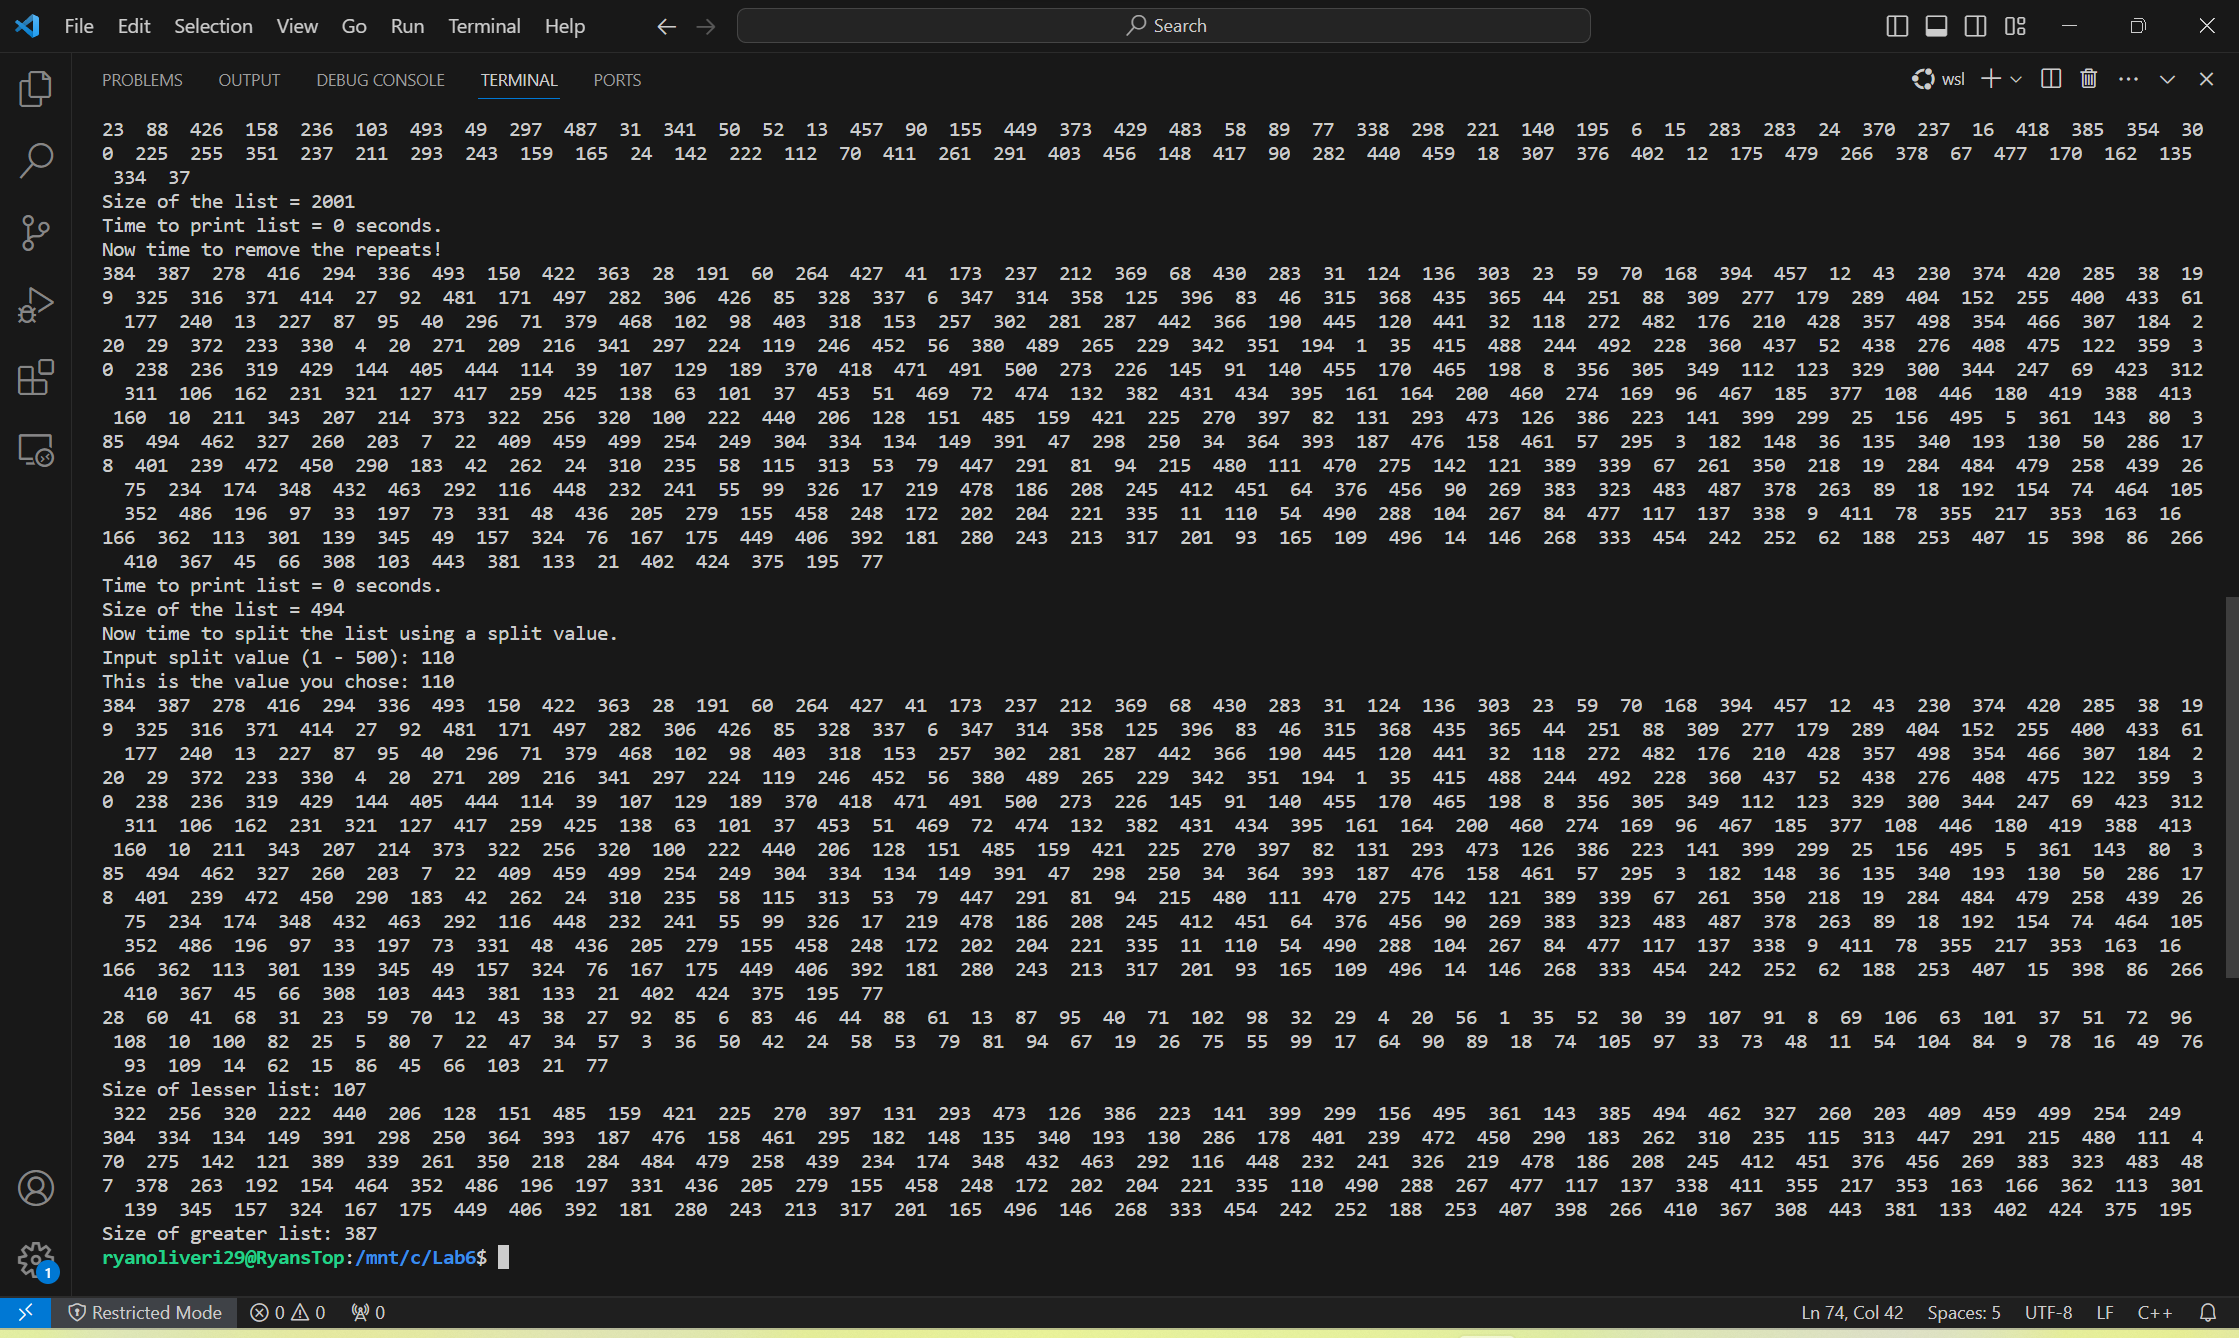 File Edit Selection View Go Run Terminal Help
Search
PROBLEMS OUTPUT DEBUG CONSOLE TERMINAL PORTS
wsl
23 88 426 158 236 103 493 49 297 487 31 341 50 52 13 457 90 155 449 373 429 483 58 89 77 338 298 221 140 195 6 15 283 283 24 370 237 16 418 385 354 30
0 225 255 351 237 211 293 243 159 165 24 142 222 112 70 411 261 291 403 456 148 417 90 282 440 459 18 307 376 402 12 175 479 266 378 67 477 170 162 135
334 37
Size of the list = 2001
Time to print list = 0 seconds.
Now time to remove the repeats!
384 387 278 416 294 336 493 150 422 363 28 191 60 264 427 41 173 237 212 369 68 430 283 31 124 136 303 23 59 70 168 394 457 12 43 230 374 420 285 38 19
9 325 316 371 414 27 92 481 171 497 282 306 426 85 328 337 6 347 314 358 125 396 83 46 315 368 435 365 44 251 88 309 277 179 289 404 152 255 400 433 61
177 240 13 227 87 95 40 296 71 379 468 102 98 403 318 153 257 302 281 287 442 366 190 445 120 441 32 118 272 482 176 210 428 357 498 354 466 307 184 2
20 29 372 233 330 4 20 271 209 216 341 297 224 119 246 452 56 380 489 265 229 342 351 194 1 35 415 488 244 492 228 360 437 52 438 276 408 475 122 359 3
0 238 236 319 429 144 405 444 114 39 107 129 189 370 418 471 491 500 273 226 145 91 140 455 170 465 198 8 356 305 349 112 123 329 300 344 247 69 423 312
311 106 162 231 321 127 417 259 425 138 63 101 37 453 51 469 72 474 132 382 431 434 395 161 164 200 460 274 169 96 467 185 377 108 446 180 419 388 413
160 10 211 343 207 214 373 322 256 320 100 222 440 206 128 151 485 159 421 225 270 397 82 131 293 473 126 386 223 141 399 299 25 156 495 5 361 143 80 3
85 494 462 327 260 203 7 22 409 459 499 254 249 304 334 134 149 391 47 298 250 34 364 393 187 476 158 461 57 295 3 182 148 36 135 340 193 130 50 286 17
8 401 239 472 450 290 183 42 262 24 310 235 58 115 313 53 79 447 291 81 94 215 480 111 470 275 142 121 389 339 67 261 350 218 19 284 484 479 258 439 26
75 234 174 348 432 463 292 116 448 232 241 55 99 326 17 219 478 186 208 245 412 451 64 376 456 90 269 383 323 483 487 378 263 89 18 192 154 74 464 105
352 486 196 97 33 197 73 331 48 436 205 279 155 458 248 172 202 204 221 335 11 110 54 490 288 104 267 84 477 117 137 338 9 411 78 355 217 353 163 16
166 362 113 301 139 345 49 157 324 76 167 175 449 406 392 181 280 243 213 317 201 93 165 109 496 14 146 268 333 454 242 252 62 188 253 407 15 398 86 266
410 367 45 66 308 103 443 381 133 21 402 424 375 195 77
Time to print list = 0 seconds.
Size of the list = 494
Now time to split the list using a split value.
Input split value (1 - 500): 110
This is the value you chose: 110
384 387 278 416 294 336 493 150 422 363 28 191 60 264 427 41 173 237 212 369 68 430 283 31 124 136 303 23 59 70 168 394 457 12 43 230 374 420 285 38 19
9 325 316 371 414 27 92 481 171 497 282 306 426 85 328 337 6 347 314 358 125 396 83 46 315 368 435 365 44 251 88 309 277 179 289 404 152 255 400 433 61
177 240 13 227 87 95 40 296 71 379 468 102 98 403 318 153 257 302 281 287 442 366 190 445 120 441 32 118 272 482 176 210 428 357 498 354 466 307 184 2
20 29 372 233 330 4 20 271 209 216 341 297 224 119 246 452 56 380 489 265 229 342 351 194 1 35 415 488 244 492 228 360 437 52 438 276 408 475 122 359 3
0 238 236 319 429 144 405 444 114 39 107 129 189 370 418 471 491 500 273 226 145 91 140 455 170 465 198 8 356 305 349 112 123 329 300 344 247 69 423 312
311 106 162 231 321 127 417 259 425 138 63 101 37 453 51 469 72 474 132 382 431 434 395 161 164 200 460 274 169 96 467 185 377 108 446 180 419 388 413
160 10 211 343 207 214 373 322 256 320 100 222 440 206 128 151 485 159 421 225 270 397 82 131 293 473 126 386 223 141 399 299 25 156 495 5 361 143 80 3
85 494 462 327 260 203 7 22 409 459 499 254 249 304 334 134 149 391 47 298 250 34 364 393 187 476 158 461 57 295 3 182 148 36 135 340 193 130 50 286 17
8 401 239 472 450 290 183 42 262 24 310 235 58 115 313 53 79 447 291 81 94 215 480 111 470 275 142 121 389 339 67 261 350 218 19 284 484 479 258 439 26
75 234 174 348 432 463 292 116 448 232 241 55 99 326 17 219 478 186 208 245 412 451 64 376 456 90 269 383 323 483 487 378 263 89 18 192 154 74 464 105
352 486 196 97 33 197 73 331 48 436 205 279 155 458 248 172 202 204 221 335 11 110 54 490 288 104 267 84 477 117 137 338 9 411 78 355 217 353 163 16
166 362 113 301 139 345 49 157 324 76 167 175 449 406 392 181 280 243 213 317 201 93 165 109 496 14 146 268 333 454 242 252 62 188 253 407 15 398 86 266
410 367 45 66 308 103 443 381 133 21 402 424 375 195 77
28 60 41 68 31 23 59 70 12 43 38 27 92 85 6 83 46 44 88 61 13 87 95 40 71 102 98 32 29 4 20 56 1 35 52 30 39 107 91 8 69 106 63 101 37 51 72 96
108 10 100 82 25 5 80 7 22 47 34 57 3 36 50 42 24 58 53 79 81 94 67 19 26 75 55 99 17 64 90 89 18 74 105 97 33 73 48 11 54 104 84 9 78 16 49 76
93 109 14 62 15 86 45 66 103 21 77
Size of lesser list: 107
322 256 320 222 440 206 128 151 485 159 421 225 270 397 131 293 473 126 386 223 141 399 299 156 495 361 143 385 494 462 327 260 203 409 459 499 254 249
304 334 134 149 391 298 250 364 393 187 476 158 461 295 182 148 135 340 193 130 286 178 401 239 472 450 290 183 262 310 235 115 313 447 291 215 480 111 4
70 275 142 121 389 339 261 350 218 284 484 479 258 439 234 174 348 432 463 292 116 448 232 241 326 219 478 186 208 245 412 451 376 456 269 383 323 483 48
7 378 263 192 154 464 352 486 196 197 331 436 205 279 155 458 248 172 202 204 221 335 110 490 288 267 477 117 137 338 411 355 217 353 163 166 362 113 301
139 345 157 324 167 175 449 406 392 181 280 243 213 317 201 165 496 146 268 333 454 242 252 188 253 407 398 266 410 367 308 443 381 133 402 424 375 195
Size of greater list: 387
ryanoliveri29@RyansTop:/mnt/c/Lab6$
1
Restricted Mode 0 0 0 Ln 74, Col 42 Spaces: 5 UTF-8 LF C++